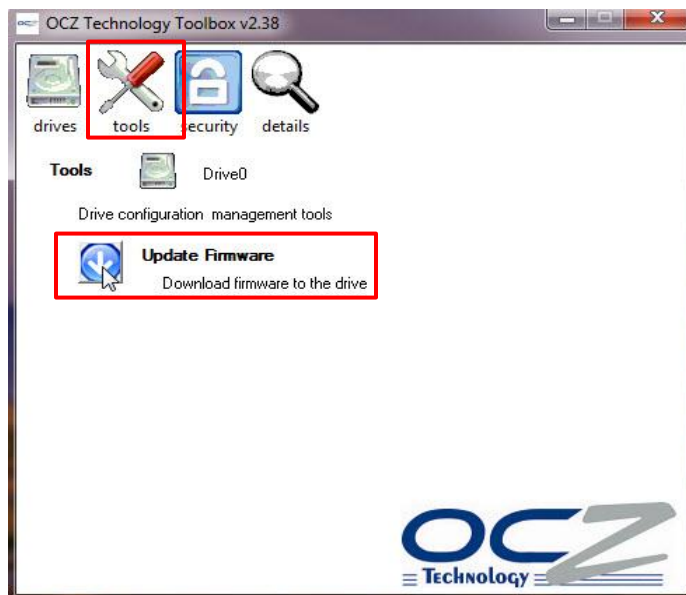 OCZ Technology Toolbox v2.38
drives tools security details
Tools Drive0
Drive configuration management tools
Update Firmware
Download firmware to the drive
OCZ
Technology